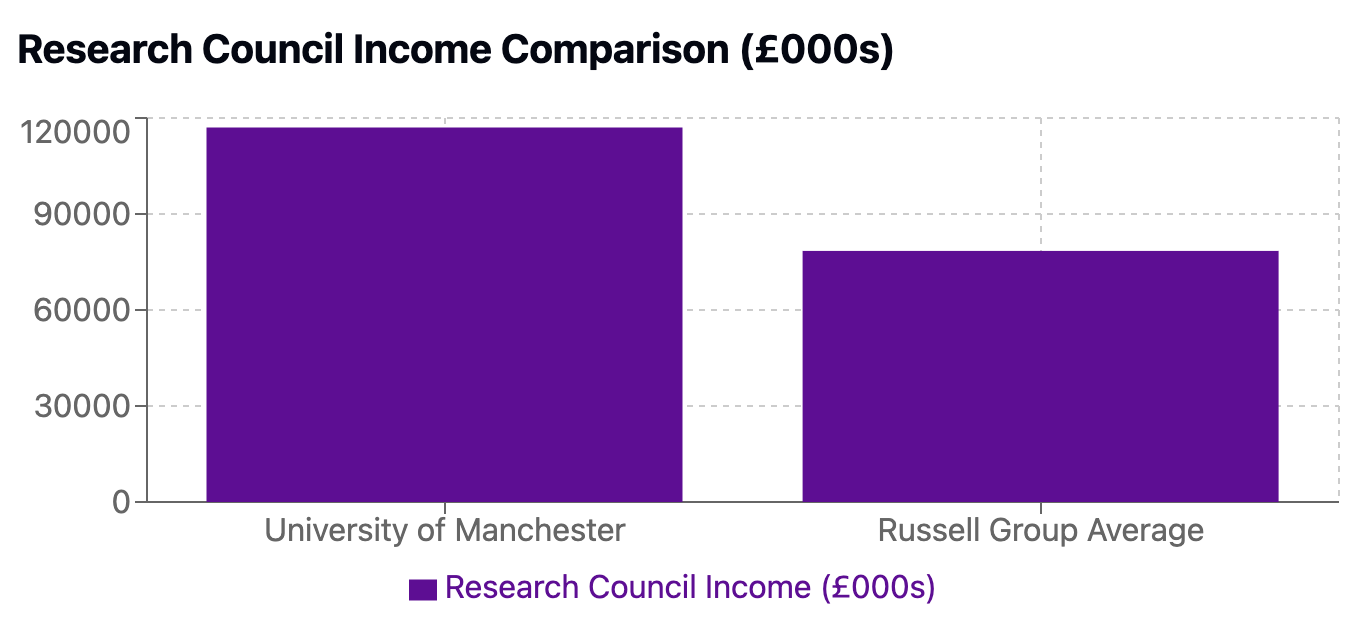 Research Council Income Comparison (£000s)
120000
90000
60000
30000
0
University of Manchester
Russell Group Average
Research Council Income (£000s)